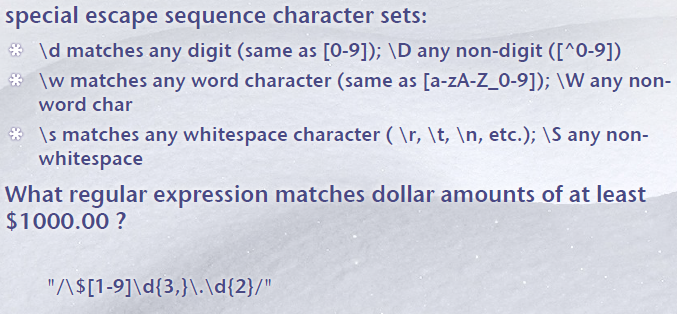 special escape sequence character sets:
\d matches any digit (same as [0-9]); \D any non-digit ([^0-9])
\w matches any word character (same as [a-zA-Z_0-9]); \W any non-
word char
\s matches any whitespace character ( \r, \t, \n, etc.); \S any non-
whitespace
What regular expression matches dollar amounts of at least
$1000.00 ?
"/\$[1-9]\d{3,}\.\d{2}/"